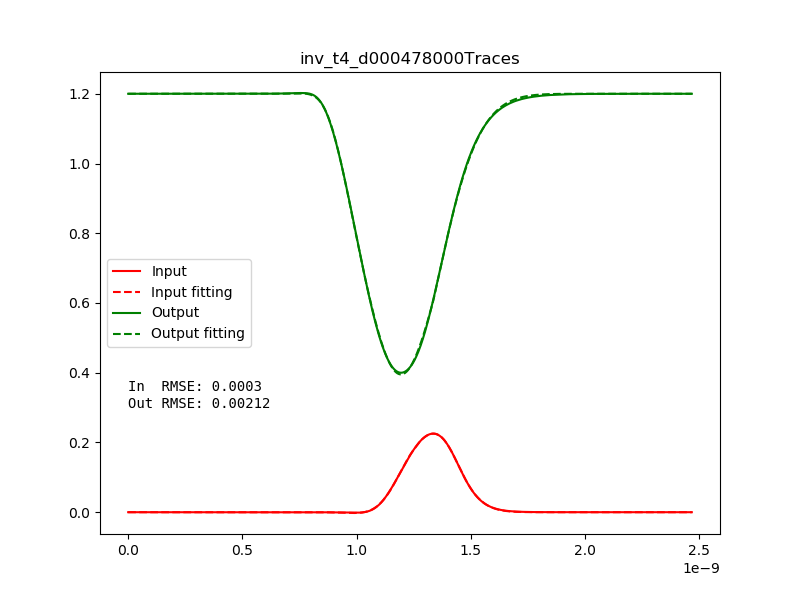 inv_t4_d000478000Traces
1.2
1.0
0.8
0.6
0.4
0.2
0.0
Input
Input fitting
Output
Output fitting
In  RMSE: 0.0003
Out RMSE: 0.00212
0.0 0.5 1.0 1.5 2.0 2.5
1e−9